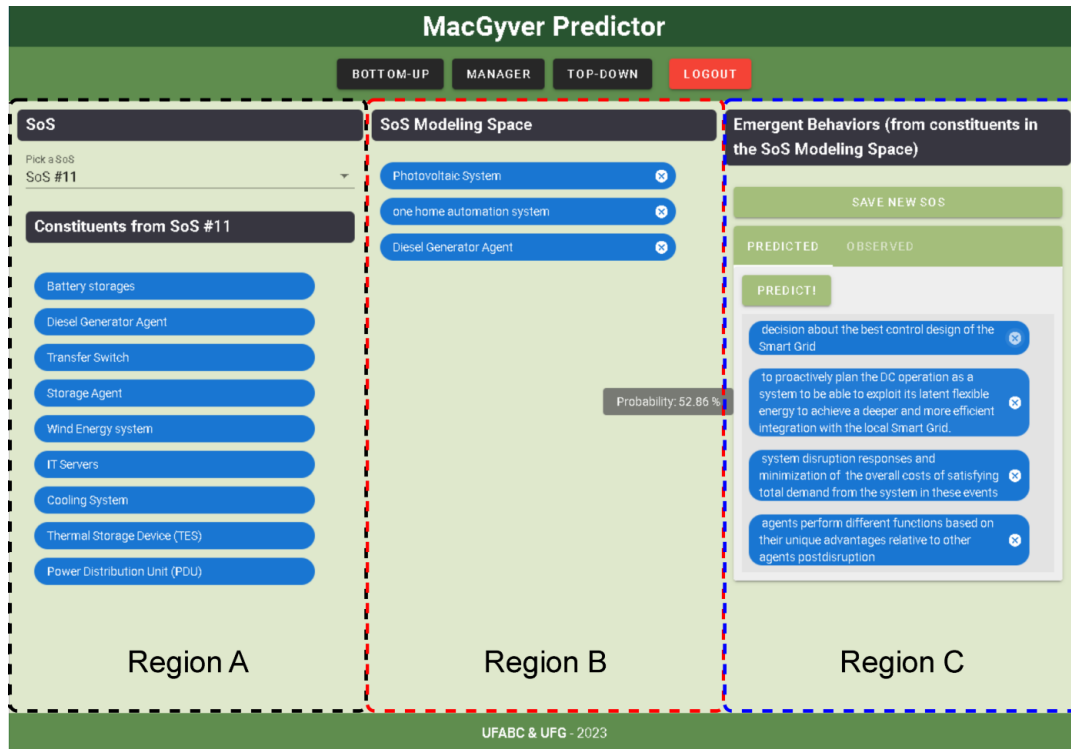 MacGyver Predictor
BOTTOM-UP
MANAGER
TOP-DOWN
LOGOUT
SoS
Pick a SoS
SoS #11
Constituents from SoS #11
Battery storages
Diesel Generator Agent
Transfer Switch
Storage Agent
Wind Energy system
IT Servers
Cooling System
Thermal Storage Device (TES)
Power Distribution Unit (PDU)
Region A
SoS Modeling Space
Photovoltaic System
one home automation system
Diesel Generator Agent
Probability: 52.86 %
Region B
Emergent Behaviors (from constituents in
the SoS Modeling Space)
SAVE NEW SOS
PREDICTED
OBSERVED
PREDICT!
decision about the best control design of the
Smart Grid
to proactively plan the DC operation as a
system to be able to exploit its latent flexible
energy to achieve a deeper and more efficient
integration with the local Smart Grid.
system disruption responses and
minimization of the overall costs of satisfying
total demand from the system in these events
agents perform different functions based on
their unique advantages relative to other
agents postdisruption
Region C
UFABC & UFG - 2023